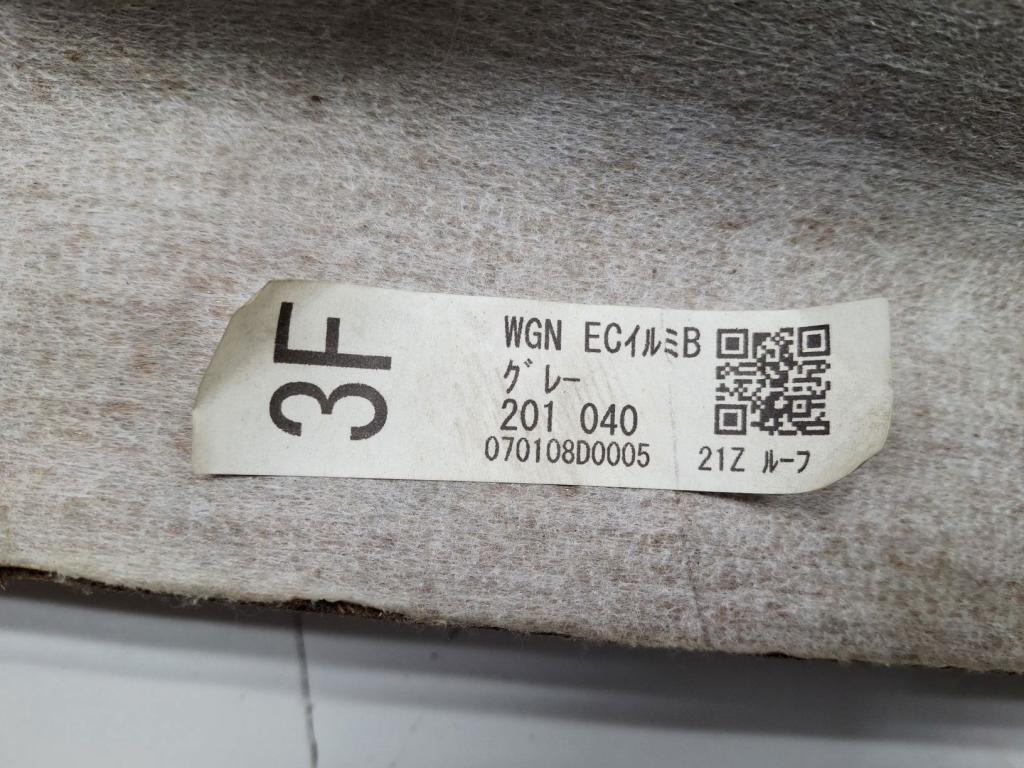 3F
WGN ECｲﾙﾐB
ｸﾞﾚｰ
201 040
070108D0005
21Z ﾙｰﾌ